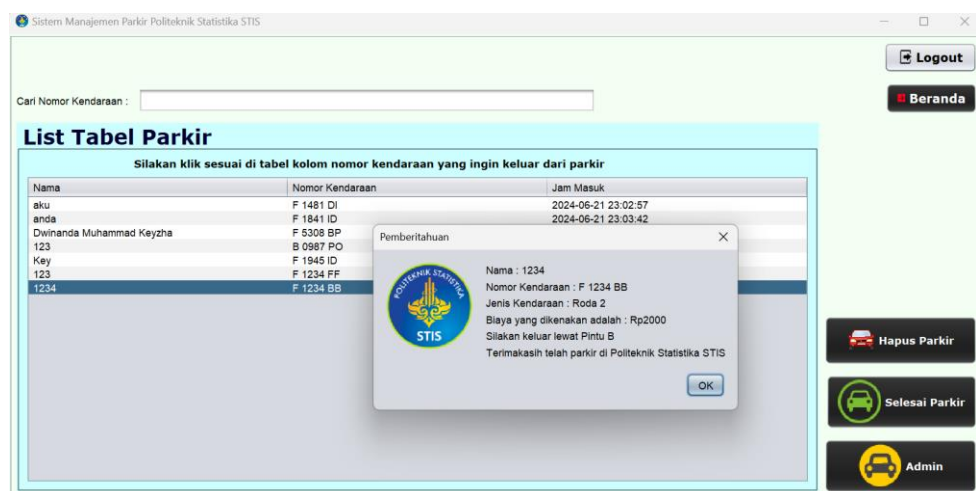 Sistem Manajemen Parkir Politeknik Statistika STIS
Logout
Cari Nomor Kendaraan :
Beranda
List Tabel Parkir
Silakan klik sesuai di tabel kolom nomor kendaraan yang ingin keluar dari parkir
Nama Nomor Kendaraan Jam Masuk
aku F 1481 DI 2024-06-21 23:02:57
anda F 1841 ID 2024-06-21 23:03:42
Dwinanda Muhammad Keyzha F 5308 BP
123 B 0987 PO
Key F 1945 ID
123 F 1234 FF
1234 F 1234 BB
Pemberitahuan
POLITEKNIK STATISTIKA
STIS
Nama : 1234
Nomor Kendaraan : F 1234 BB
Jenis Kendaraan : Roda 2
Biaya yang dikenakan adalah : Rp2000
Silakan keluar lewat Pintu B
Terimakasih telah parkir di Politeknik Statistika STIS
OK
Hapus Parkir
Selesai Parkir
Admin